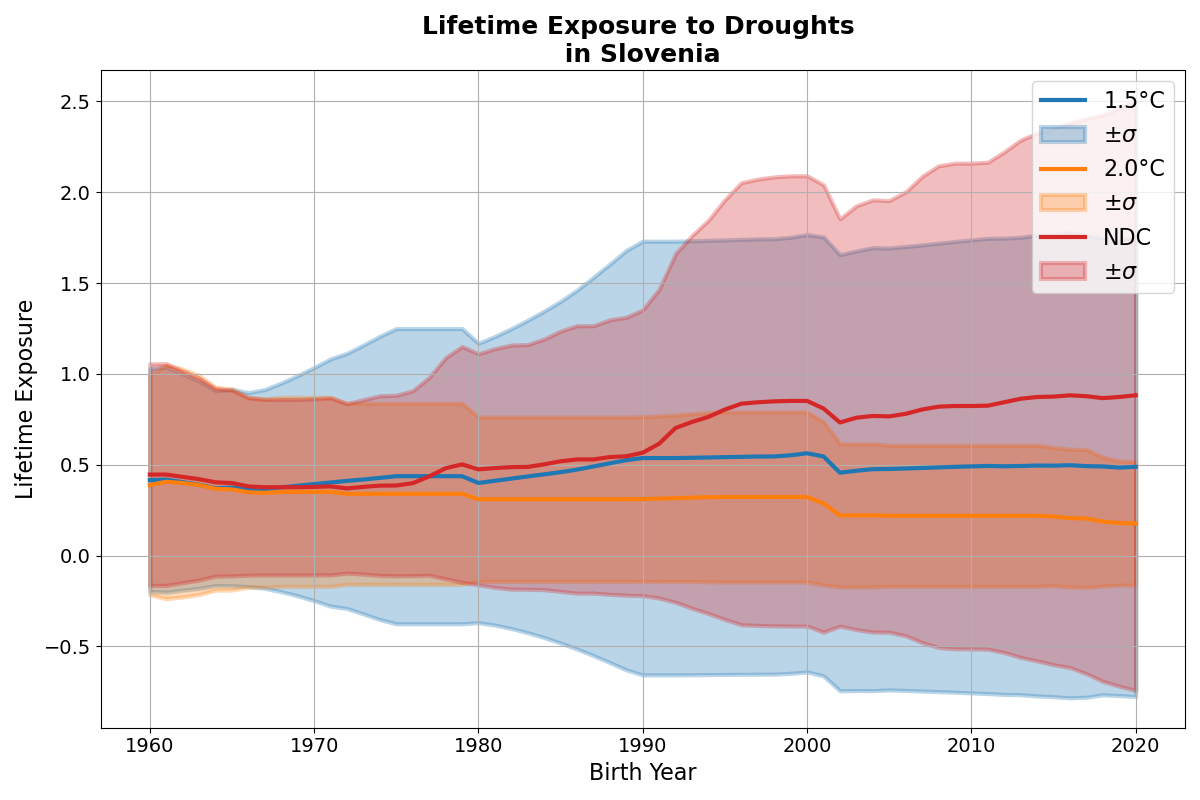 Lifetime Exposure to Droughts
in Slovenia
Lifetime Exposure
2.5
2.0
1.5
1.0
0.5
0.0
−0.5
1960
1970
1980
1990
2000
2010
2020
Birth Year
1.5°C
±σ
2.0°C
±σ
NDC
±σ